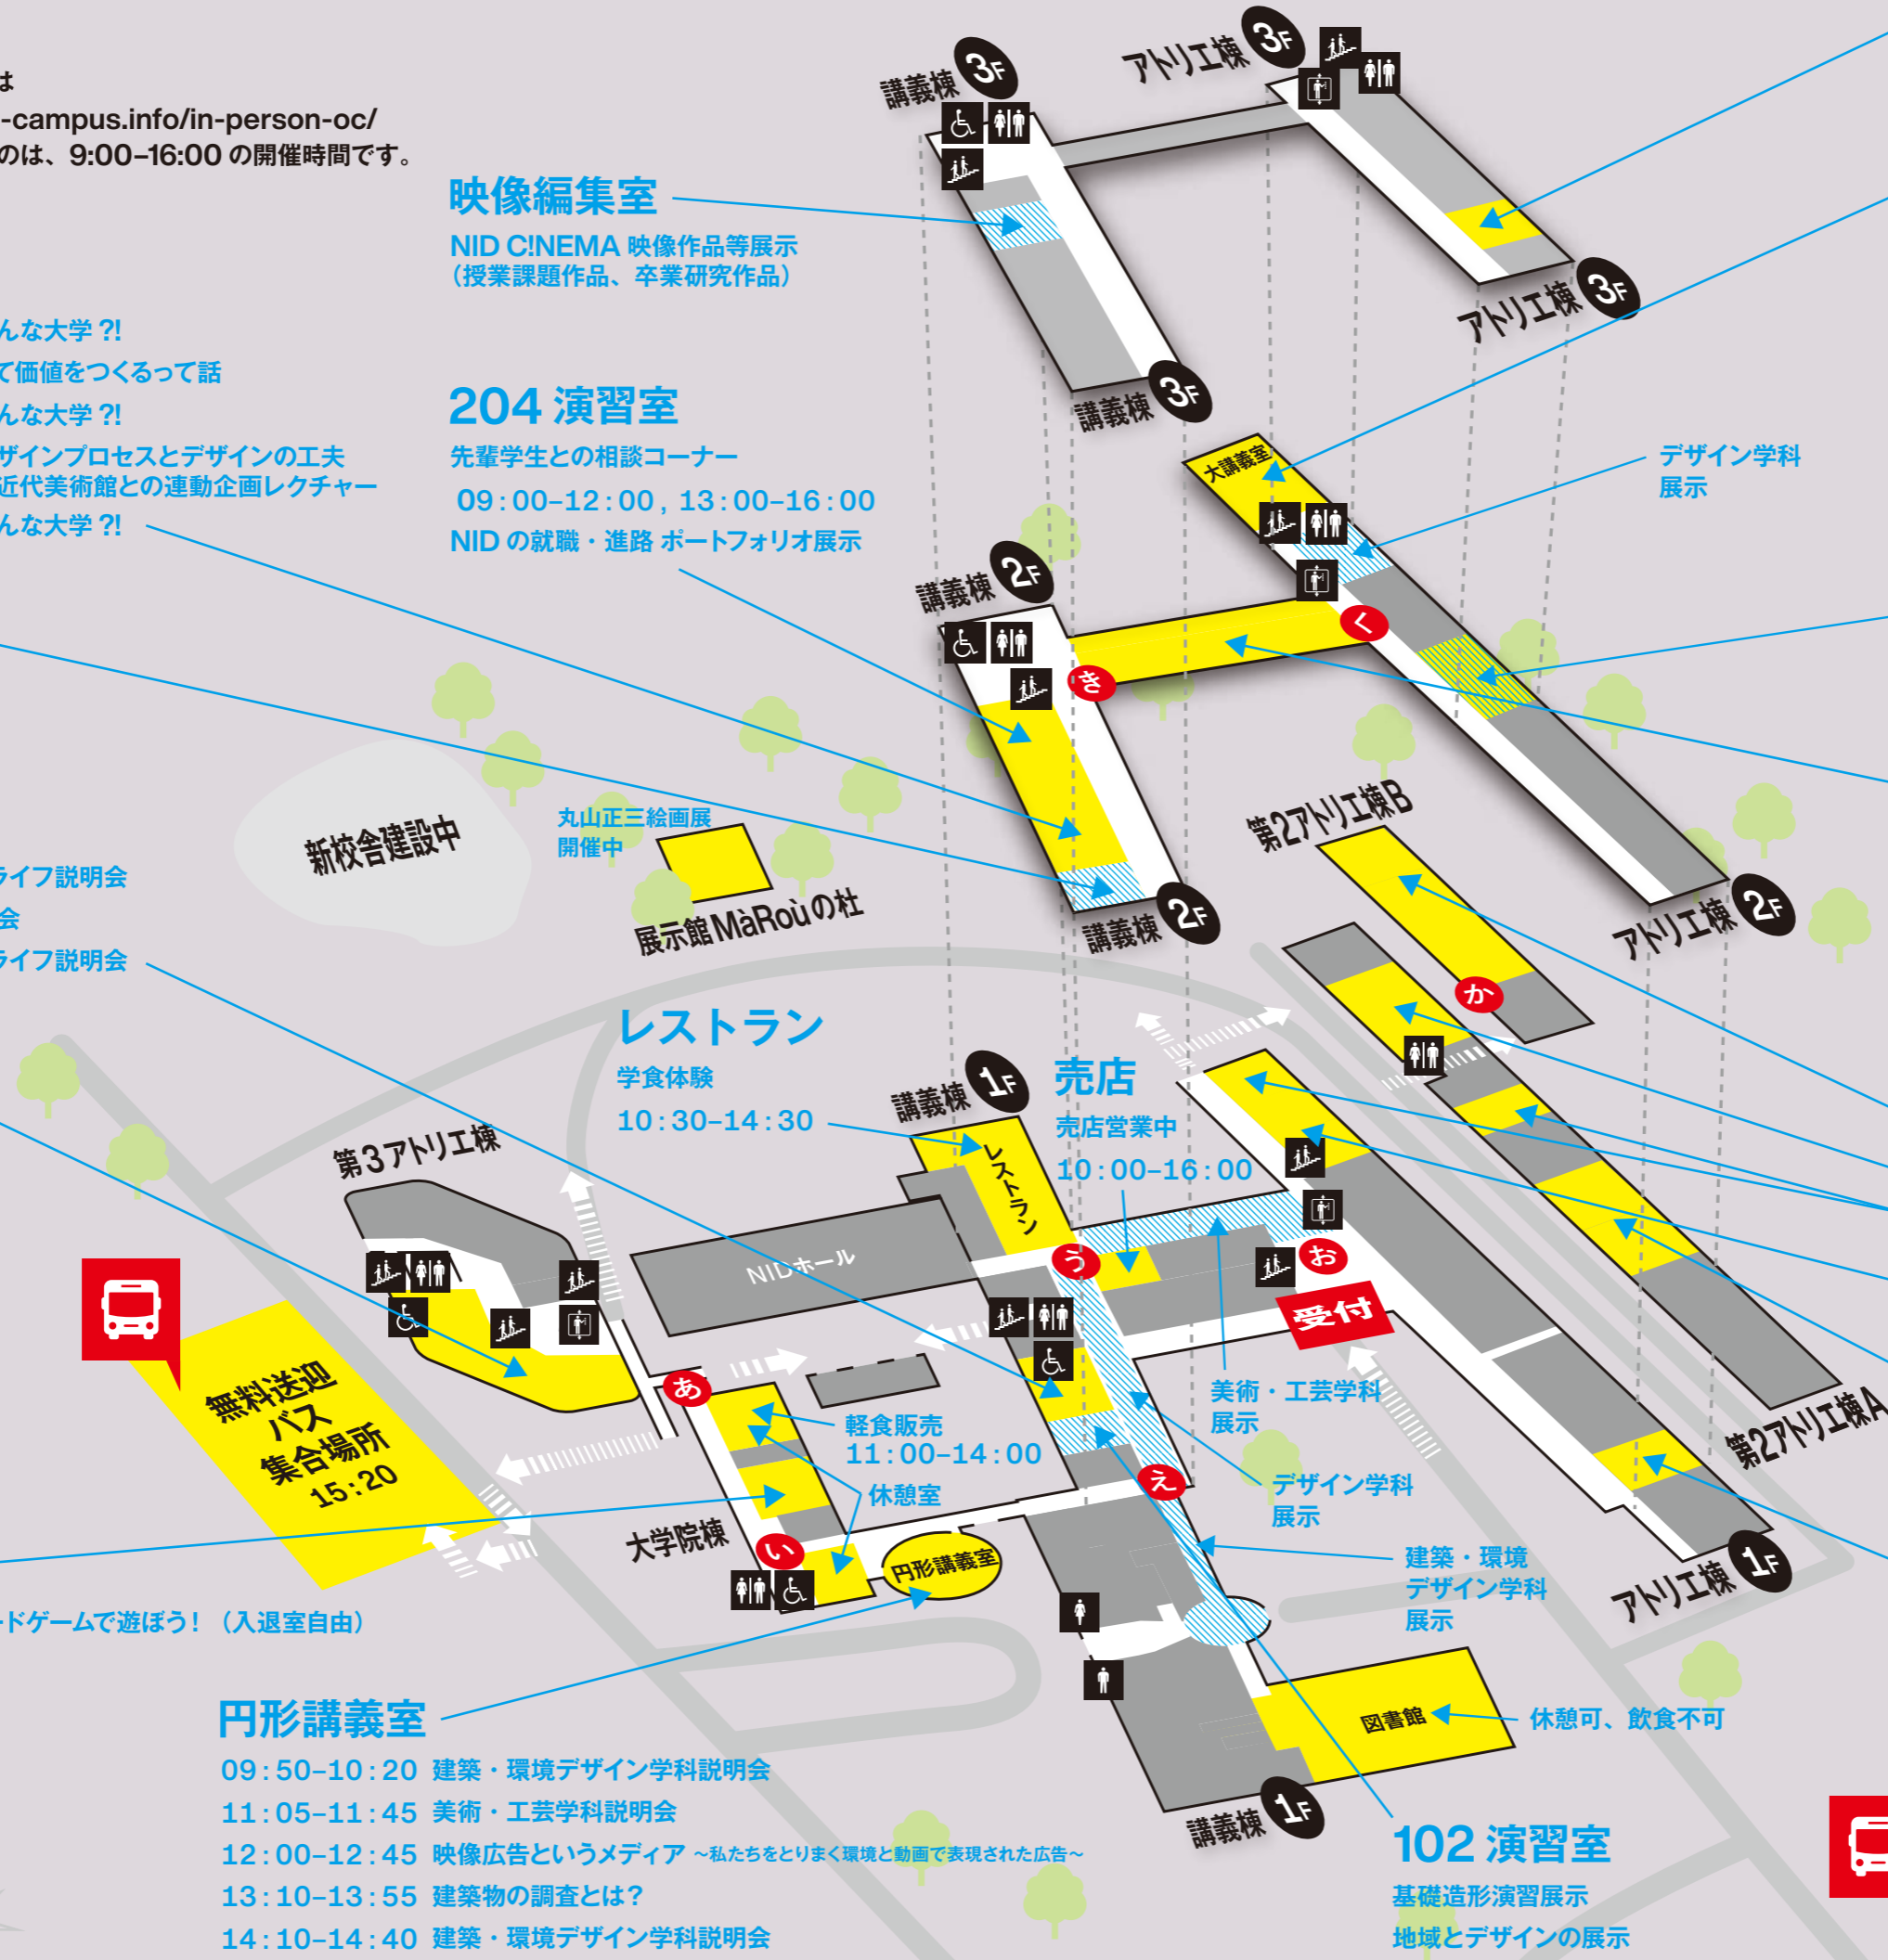 は
-campus.info/in-person-oc/
のは、9:00–16:00 の開催時間です。
講義棟 3F
アトリエ棟 3F
映像編集室
NID C!NEMA 映像作品等展示
（授業課題作品、卒業研究作品）
アトリエ棟 3F
講義棟 3F
んな大学 ?!
て価値をつくるって話
んな大学 ?!
ザインプロセスとデザインの工夫
近代美術館との連動企画レクチャー
んな大学 ?!
204 演習室
先輩学生との相談コーナー
09:00–12:00 , 13:00–16:00
NID の就職・進路 ポートフォリオ展示
大講義室
デザイン学科
展示
講義棟 2F
く
き
新校舎建設中
丸山正三絵画展
開催中
展示館MàRoùの杜
講義棟 2F
第2アトリエ棟B
アトリエ棟 2F
か
ライフ説明会
会
ライフ説明会
レストラン
学食体験
10:30–14:30
講義棟 1F
レストラン
売店
売店営業中
10:00–16:00
第3アトリエ棟
NIDホール
う
お
受付
無料送迎
バス
集合場所
15:20
あ
軽食販売
11:00–14:00
休憩室
美術・工芸学科
展示
デザイン学科
展示
え
第2アトリエ棟A
大学院棟
い
円形講義室
建築・環境
デザイン学科
展示
アトリエ棟 1F
ードゲームで遊ぼう！（入退室自由）
図書館
休憩可、飲食不可
講義棟 1F
円形講義室
09:50–10:20 建築・環境デザイン学科説明会
11:05–11:45 美術・工芸学科説明会
12:00–12:45 映像広告というメディア ～私たちをとりまく環境と動画で表現された広告～
13:10–13:55 建築物の調査とは?
14:10–14:40 建築・環境デザイン学科説明会
102 演習室
基礎造形演習展示
地域とデザインの展示